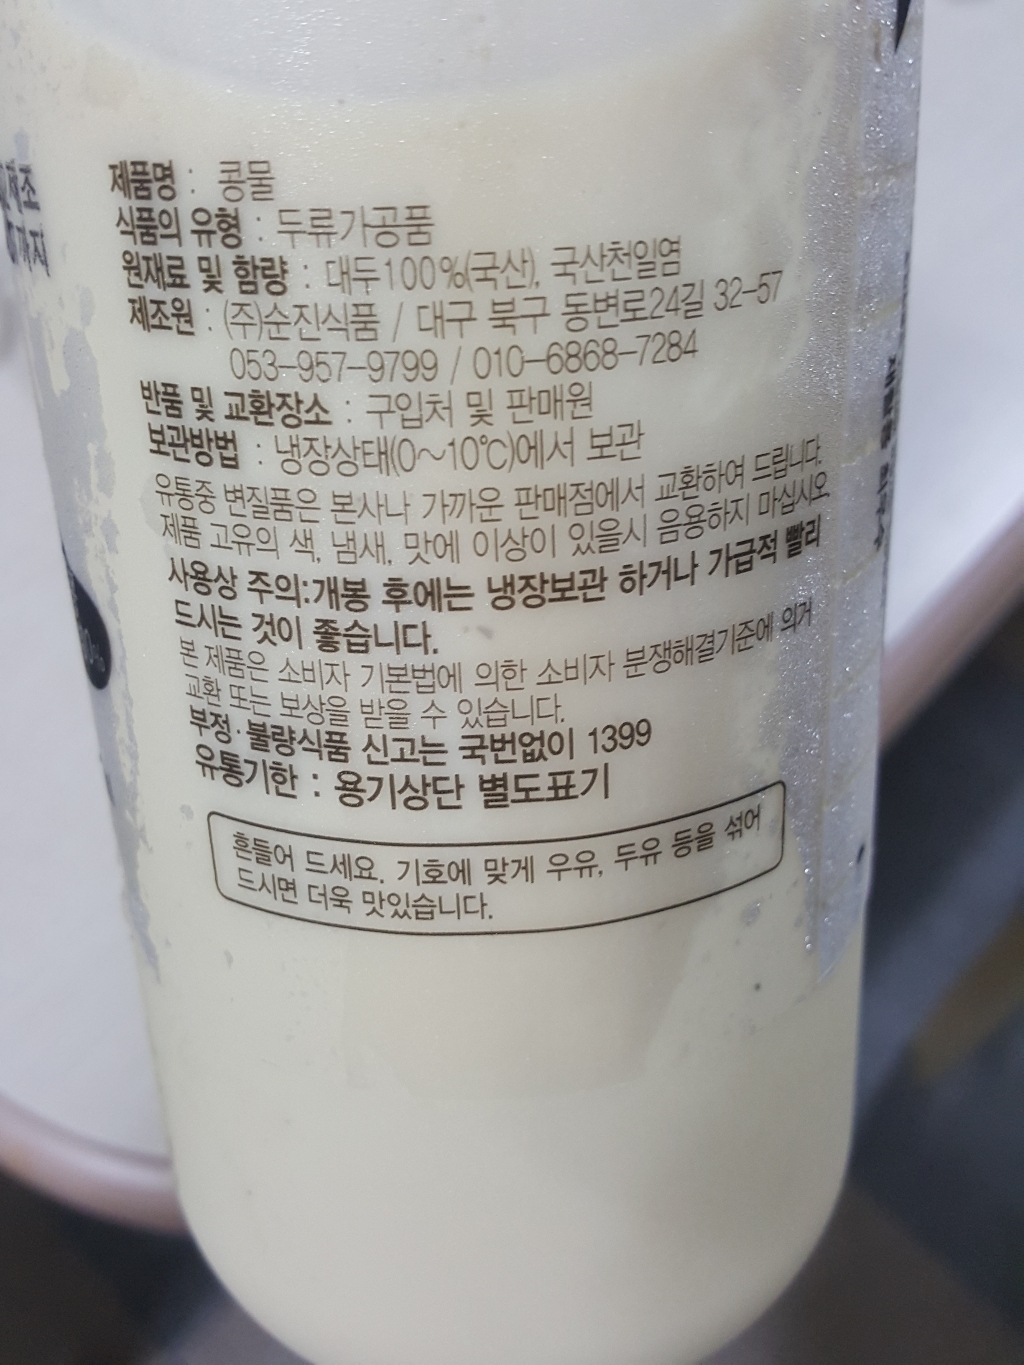 제품명 : 콩물
식품의 유형 : 두류가공품
원재료 및 함량 : 대두100%(국산), 국산천일염
제조원 : (주)순진식품 / 대구 북구 동변로24길 32-57
053-957-9799 / 010-6868-7284
반품 및 교환장소 : 구입처 및 판매원
보관방법 : 냉장상태(0~10℃)에서 보관
유통중 변질품은 본사나 가까운 판매점에서 교환하여 드립니다.
제품 고유의 색, 냄새, 맛에 이상이 있을시 음용하지 마십시오.
사용상 주의:개봉 후에는 냉장보관 하거나 가급적 빨리
드시는 것이 좋습니다.
본 제품은 소비자 기본법에 의한 소비자 분쟁해결기준에 의거
교환 또는 보상을 받을 수 있습니다.
부정·불량식품 신고는 국번없이 1399
유통기한 : 용기상단 별도표기
흔들어 드세요. 기호에 맞게 우유, 두유 등을 섞어
드시면 더욱 맛있습니다.